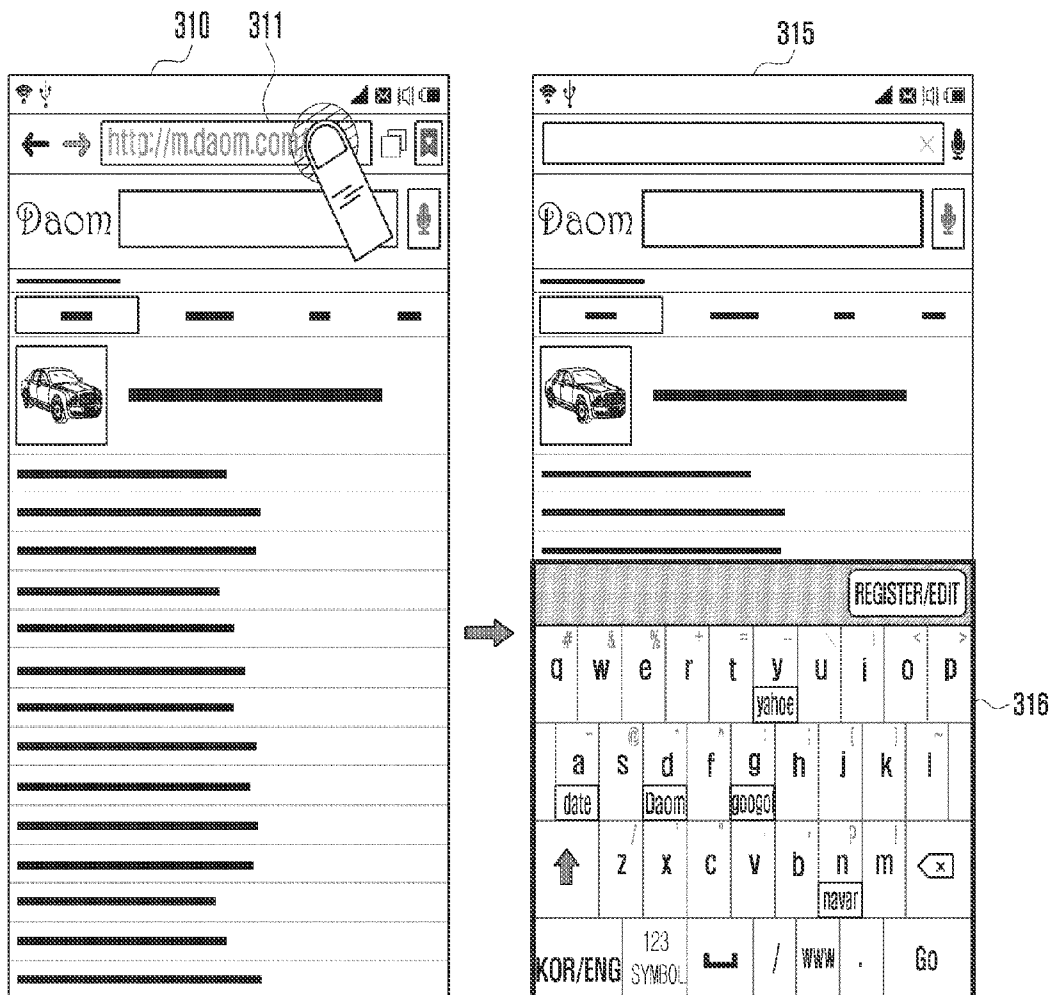 310 311 315
http://m.daom.com
Daom
Daom
REGISTER/EDIT
# & % + = < >
q w e r t y u i o p
yahoe
316
@ ^ : ; ( ) ~
a s d f g h j k l
date Daom googol
/ p
z x c v b n m
navar
KOR/ENG 123 SYMBOL / WWW . Go